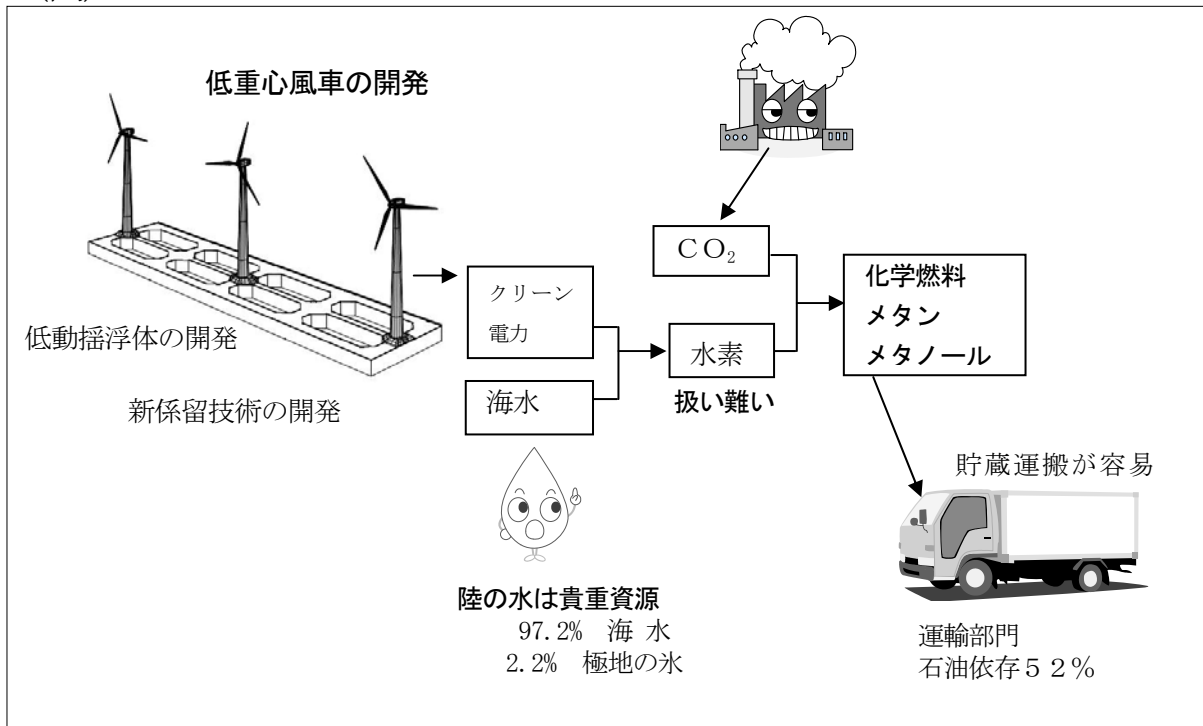 低重心風車の開発
低動揺浮体の開発
新係留技術の開発
クリーン
電力
海水
CO₂
水素
扱い難い
化学燃料
メタン
メタノール
貯蔵運搬が容易
陸の水は貴重資源
97.2% 海 水
2.2% 極地の氷
運輸部門
石油依存52%